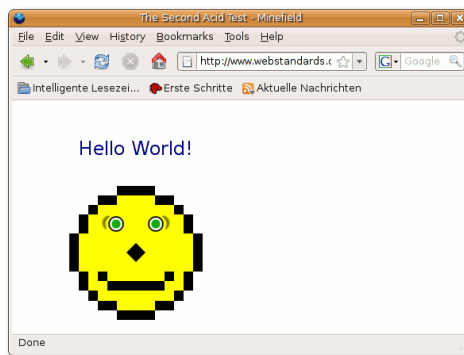 The Second Acid Test - Minefield
File Edit View History Bookmarks Tools Help
http://www.webstandards.c G Google
Intelligente Lesezei... Erste Schritte Aktuelle Nachrichten
Hello World!
Done